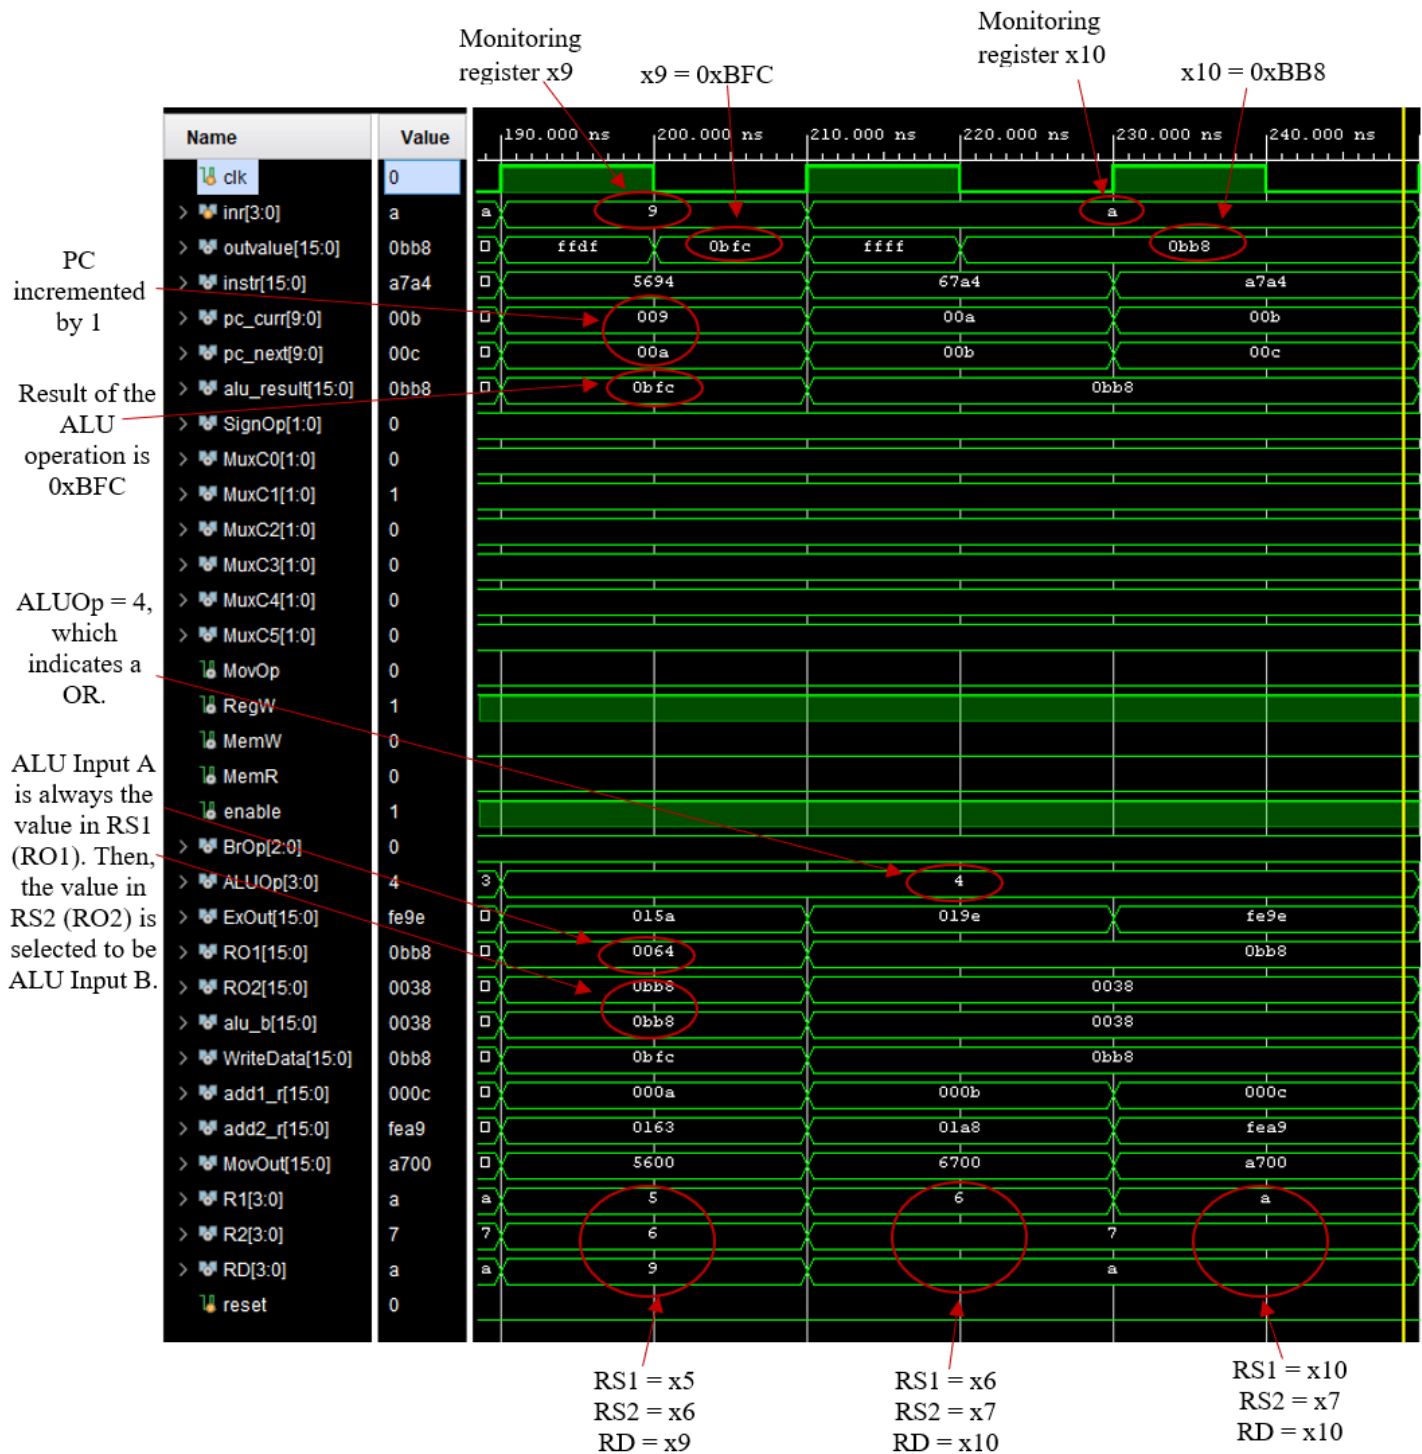 Monitoring
register x9
x9 = 0xBFC
Monitoring
register x10
x10 = 0xBB8
Name Value 190.000 ns 200.000 ns 210.000 ns 220.000 ns 230.000 ns 240.000 ns
clk 0
inr[3:0] a a 9 a
outvalue[15:0] 0bb8 ffdf 0bfc ffff 0bb8
instr[15:0] a7a4 5694 67a4 a7a4
pc_curr[9:0] 00b 009 00a 00b
pc_next[9:0] 00c 00a 00b 00c
alu_result[15:0] 0bb8 0bfc 0bb8
SignOp[1:0] 0
MuxC0[1:0] 0
MuxC1[1:0] 1
MuxC2[1:0] 0
MuxC3[1:0] 0
MuxC4[1:0] 0
MuxC5[1:0] 0
MovOp 0
RegW 1
MemW 0
MemR 0
enable 1
BrOp[2:0] 0
ALUOp[3:0] 4 3 4
ExOut[15:0] fe9e 015a 019e fe9e
RO1[15:0] 0bb8 0064 0bb8
RO2[15:0] 0038 0bb8 0038
alu_b[15:0] 0038 0bb8 0038
WriteData[15:0] 0bb8 0bfc 0bb8
add1_r[15:0] 000c 000a 000b 000c
add2_r[15:0] fea9 0163 01a8 fea9
MovOut[15:0] a700 5600 6700 a700
R1[3:0] a a 5 6 a
R2[3:0] 7 7 6 7
RD[3:0] a a 9 a
reset 0
PC
incremented
by 1
Result of the
ALU
operation is
0xBFC
ALUOp = 4,
which
indicates a
OR.
ALU Input A
is always the
value in RS1
(RO1). Then,
the value in
RS2 (RO2) is
selected to be
ALU Input B.
RS1 = x5
RS2 = x6
RD = x9
RS1 = x6
RS2 = x7
RD = x10
RS1 = x10
RS2 = x7
RD = x10